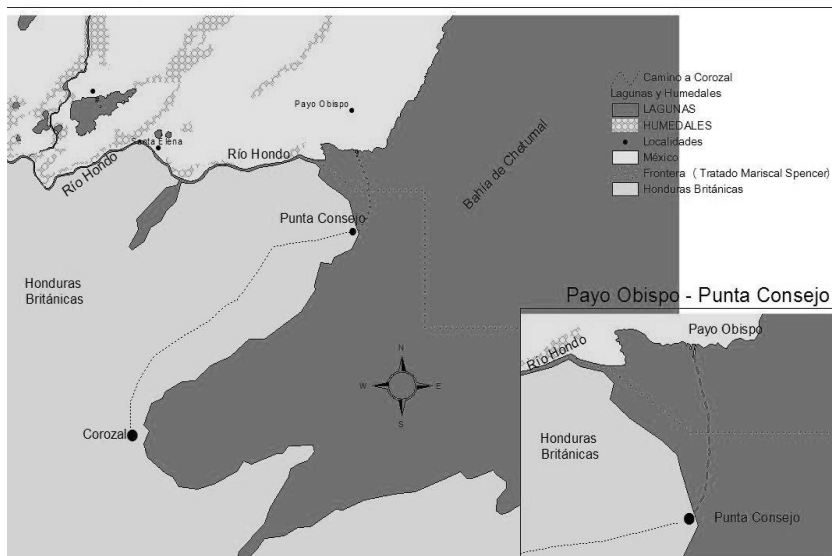 Payo Obispo
Santa Elena
Río Hondo
Río Hondo
Punta Consejo
Bahía de Chetumal
Honduras
Británicas
Corozal
N
W
E
S
Camino a Corozal
Lagunas y Humedales
LAGUNAS
HUMEDALES
Localidades
México
Frontera ( Tratado Mariscal Spencer)
Honduras Británicas
Payo Obispo - Punta Consejo
Payo Obispo
Río Hondo
Honduras
Británicas
Punta Consejo